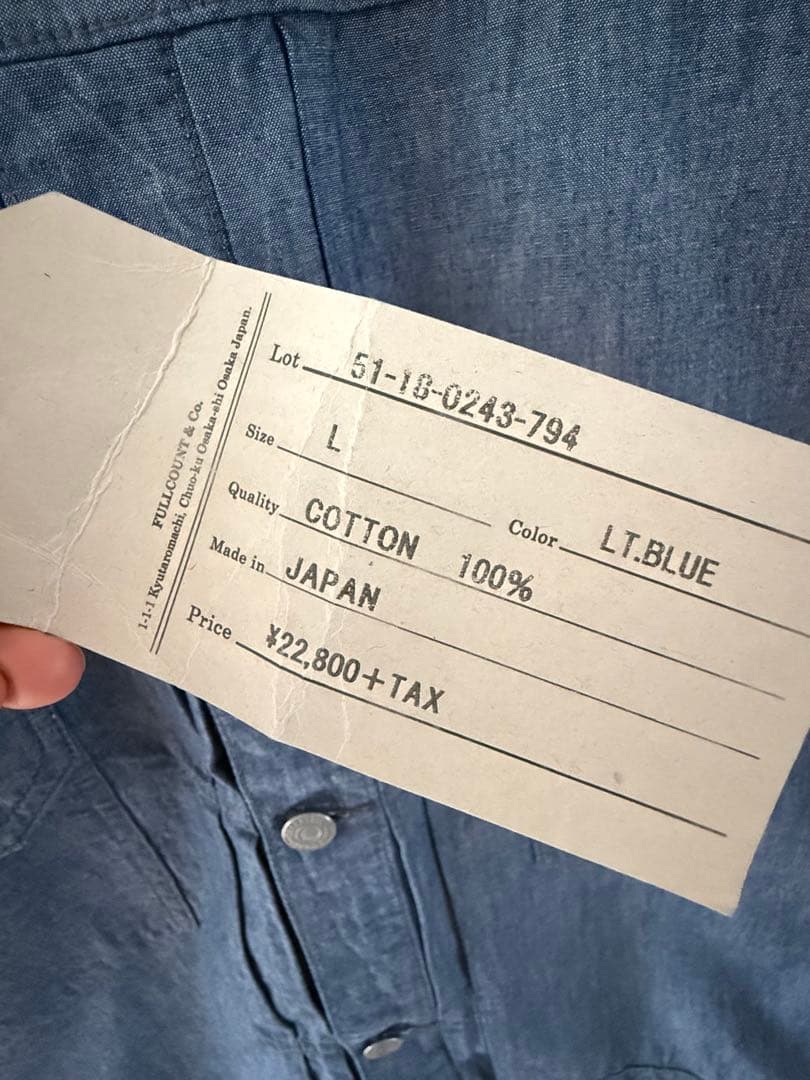 FULLCOUNT & Co.
1-1-1 Kyutaromachi, Chuo-ku Osaka-shi Osaka Japan.
Lot 51-18-0243-794
Size L
Color LT.BLUE
Quality COTTON 100%
Made in JAPAN
Price ¥22,800+TAX